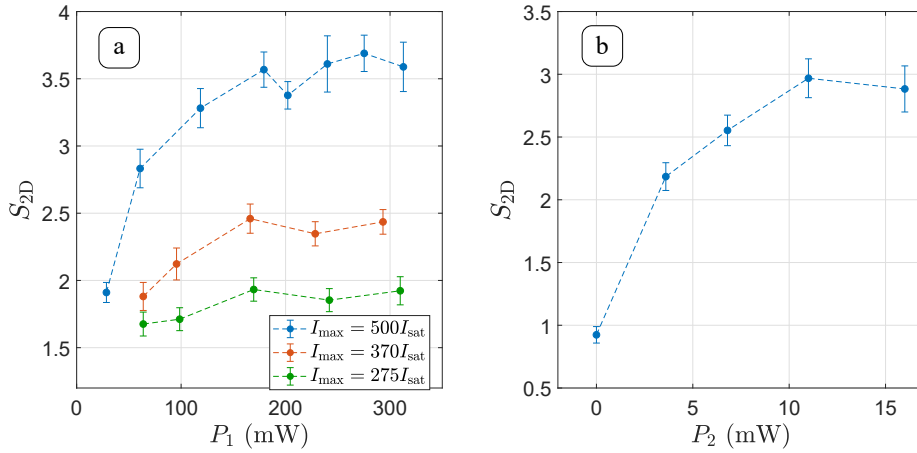 a
4
3.5
3
2.5
2
1.5
S2D
0
100
200
300
P1 (mW)
Imax = 500Isat
Imax = 370Isat
Imax = 275Isat
b
3.5
3
2.5
2
1.5
1
0.5
S2D
0
5
10
15
P2 (mW)